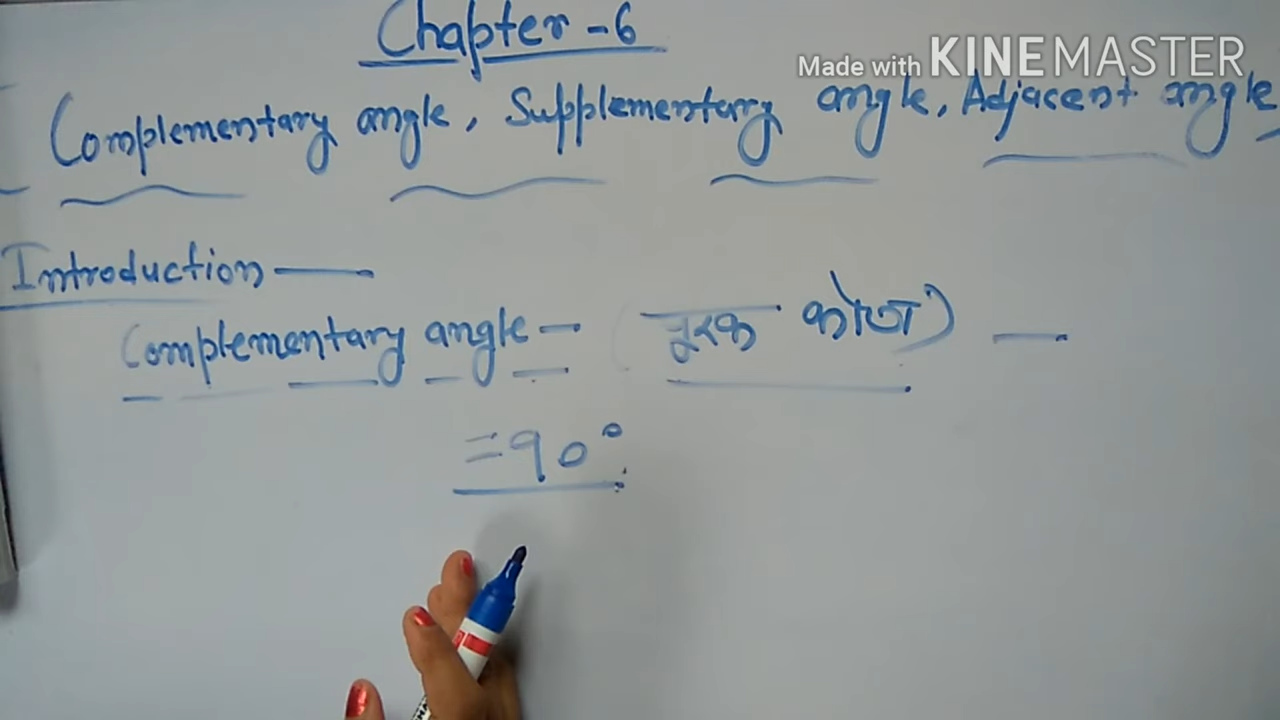 Chapter - 6
Made with KINEMASTER
Complementary angle, Supplementary angle, Adjacent angle
Introduction —
Complementary angle — (पूरक कोण) —
= 90°